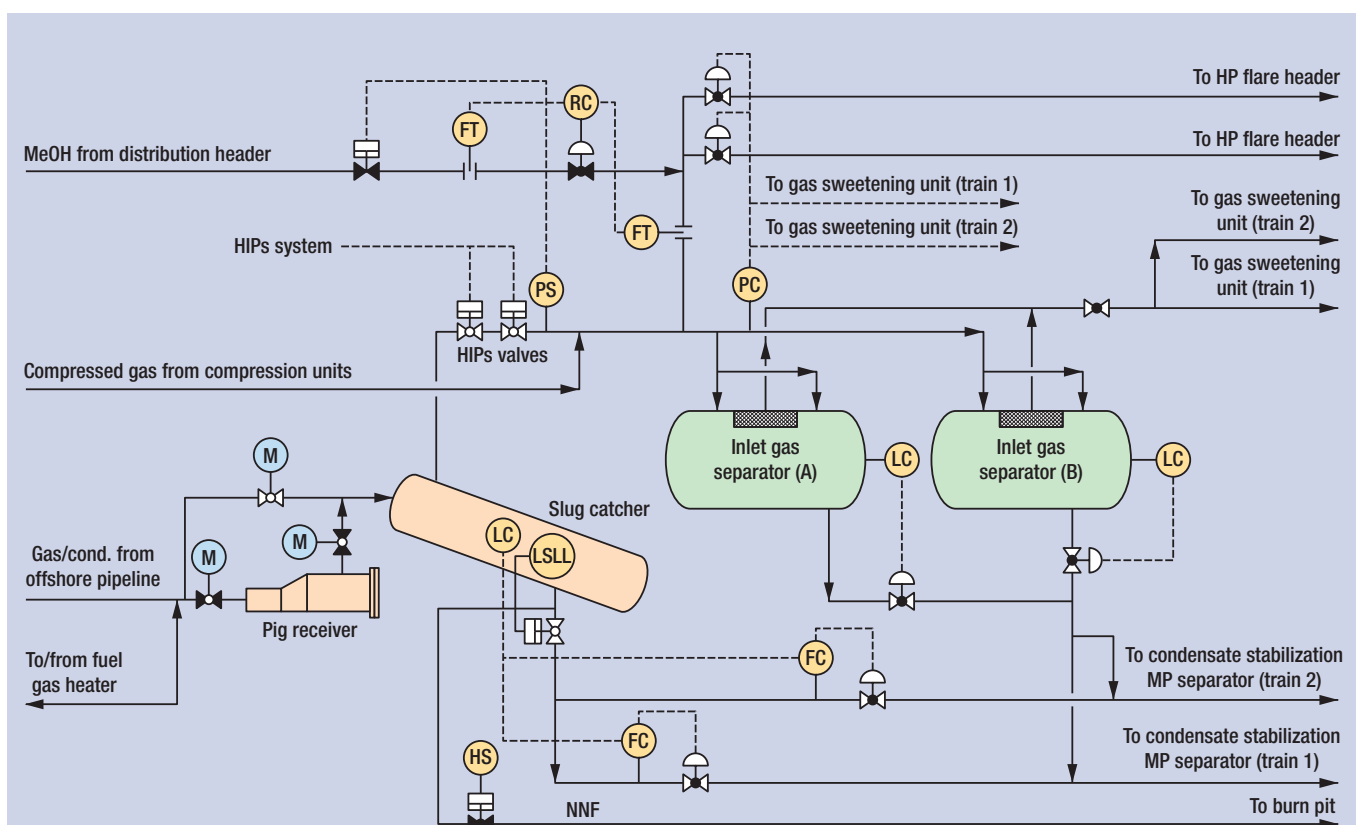 To HP flare header
RC
FT
MeOH from distribution header
To HP flare header
To gas sweetening unit (train 1)
To gas sweetening
unit (train 2)
FT
To gas sweetening unit (train 2)
HIPs system
To gas sweetening
unit (train 1)
PS
PC
HIPs valves
Compressed gas from compression units
M
Inlet gas
separator (A)
LC
Inlet gas
separator (B)
LC
Slug catcher
LC
M
M
LSLL
Gas/cond. from
offshore pipeline
Pig receiver
To/from fuel
gas heater
FC
To condensate stabilization
MP separator (train 2)
FC
To condensate stabilization
MP separator (train 1)
HS
NNF
To burn pit